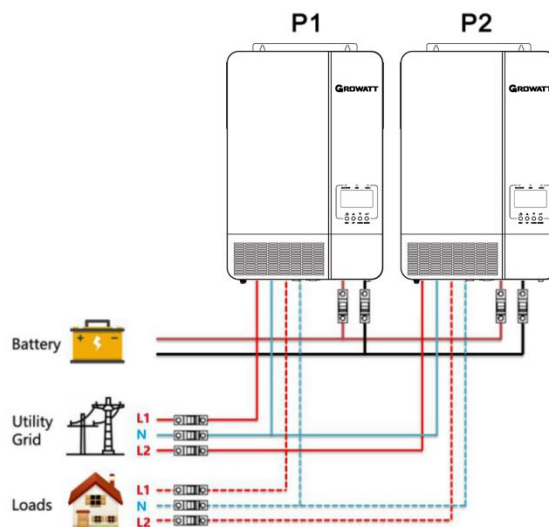 P1 P2
GROWATT GROWATT
Battery
+ -
Utility
Grid
L1
N
L2
Loads
L1
N
L2